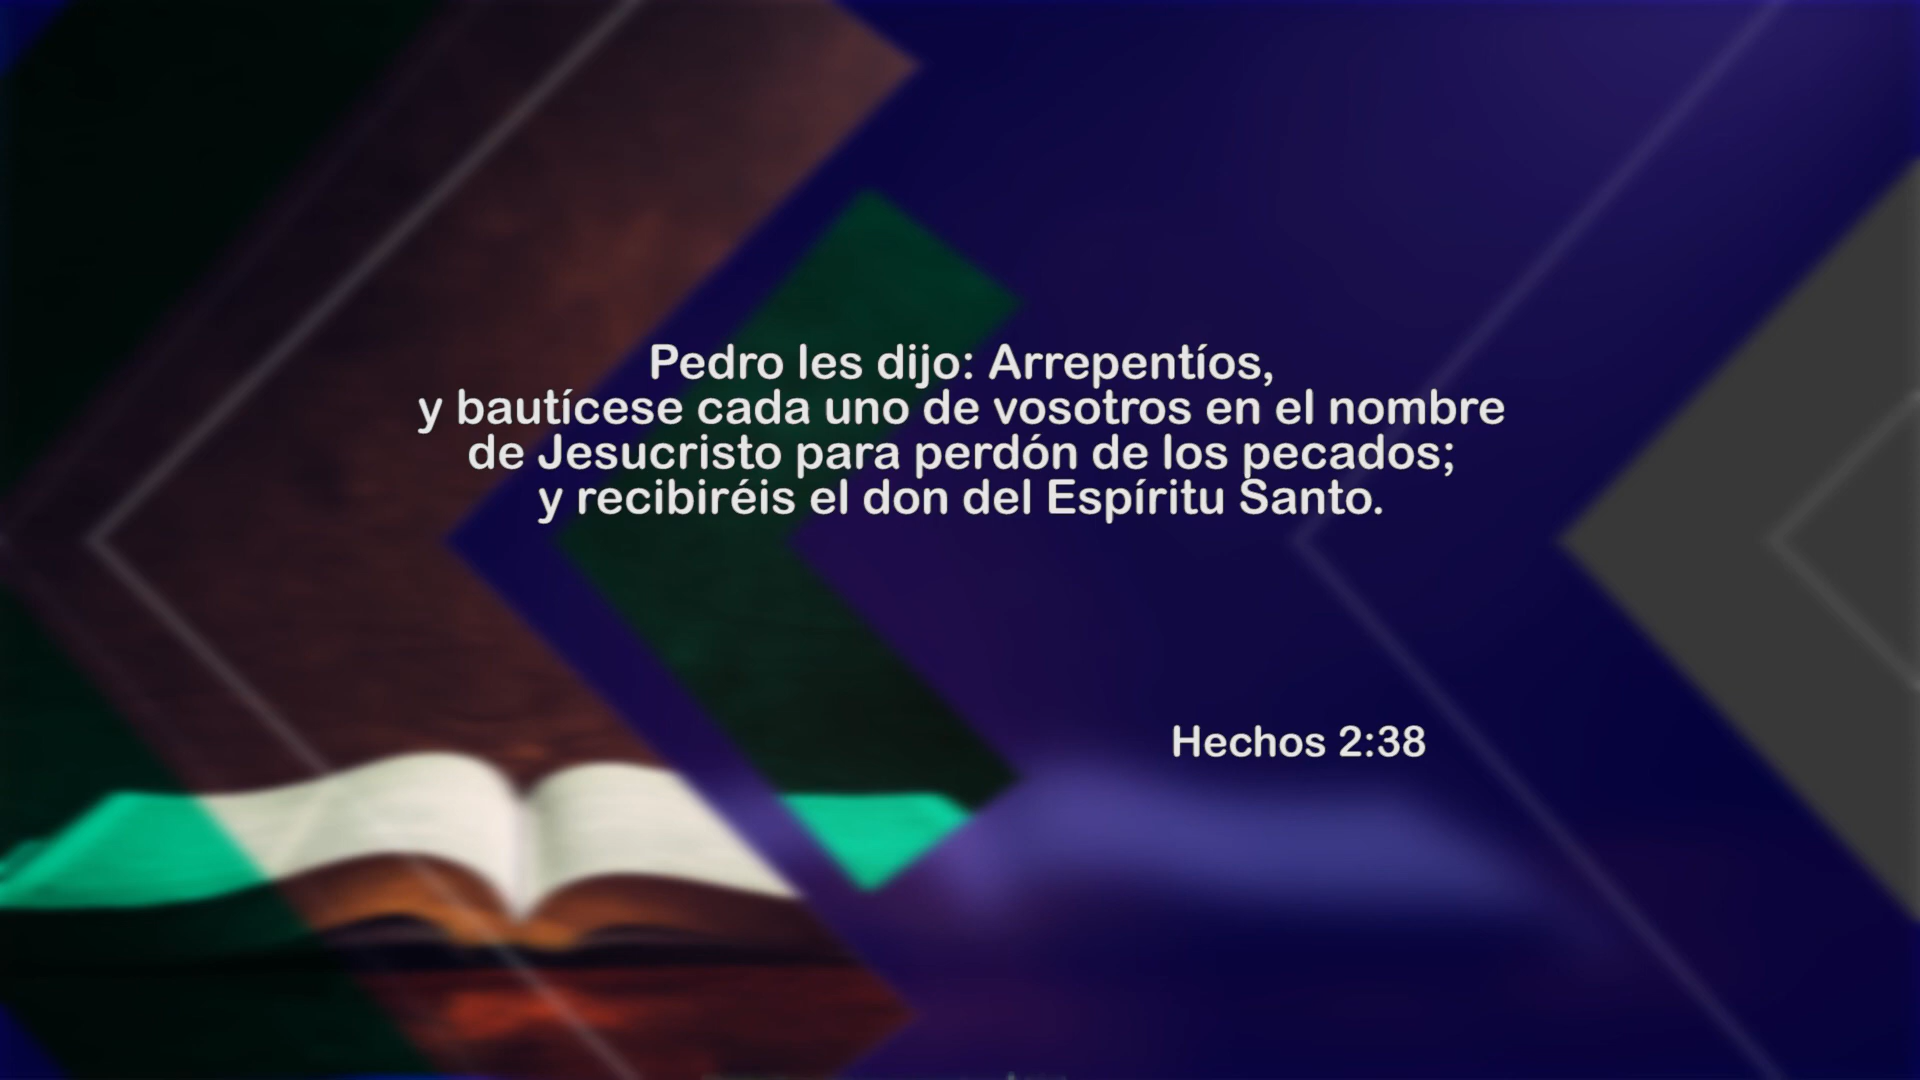 Pedro les dijo: Arrepentíos,
y bautícese cada uno de vosotros en el nombre
de Jesucristo para perdón de los pecados;
y recibiréis el don del Espíritu Santo.
Hechos 2:38